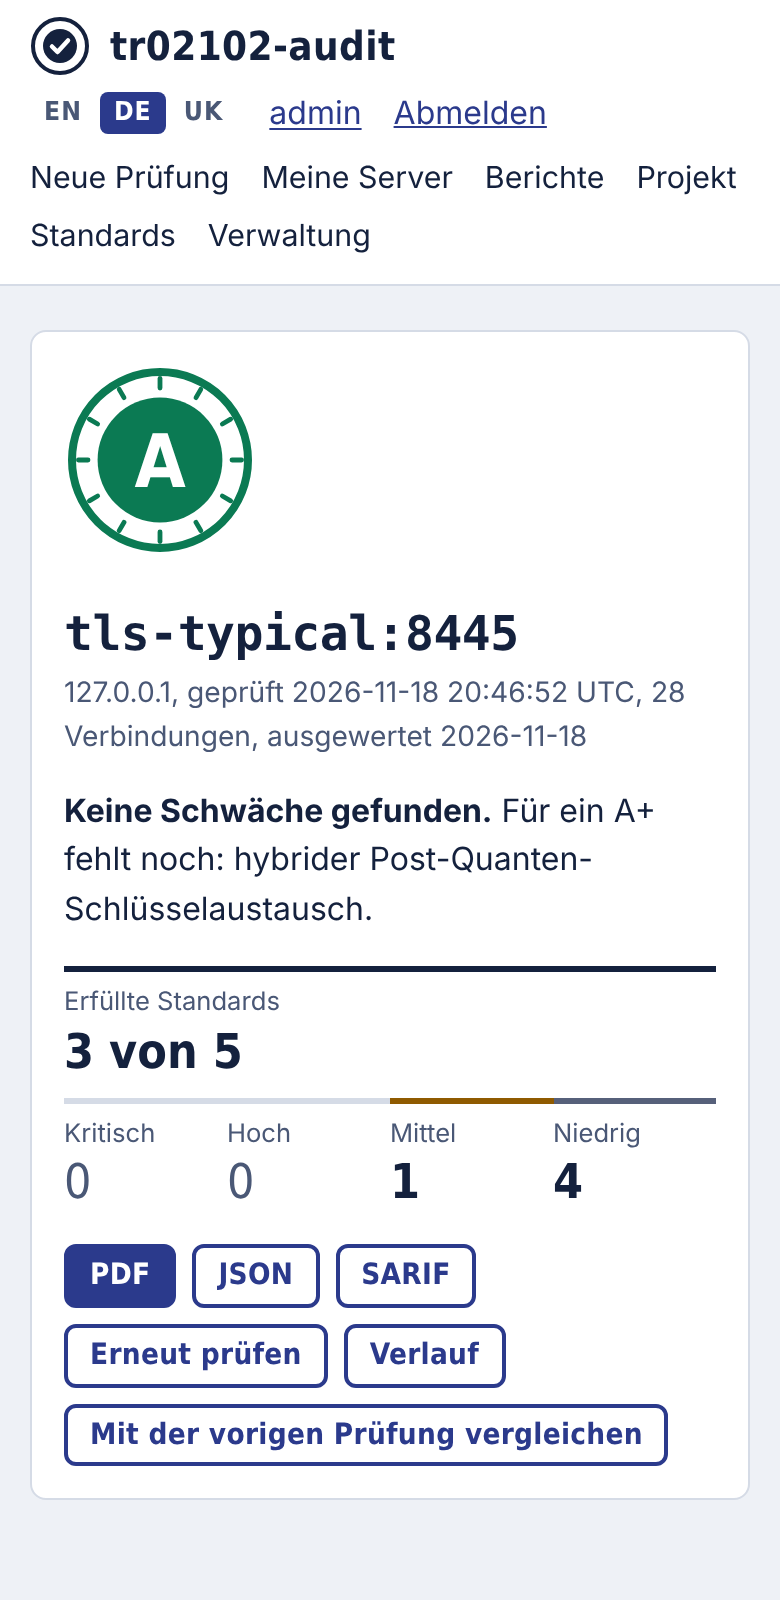 tr02102-audit
EN DE UK admin Abmelden
Neue Prüfung Meine Server Berichte Projekt
Standards Verwaltung
A
tls-typical:8445
127.0.0.1, geprüft 2026-11-18 20:46:52 UTC, 28
Verbindungen, ausgewertet 2026-11-18
Keine Schwäche gefunden. Für ein A+
fehlt noch: hybrider Post-Quanten-
Schlüsselaustausch.
Erfüllte Standards
3 von 5
Kritisch Hoch Mittel Niedrig
0 0 1 4
PDF JSON SARIF
Erneut prüfen Verlauf
Mit der vorigen Prüfung vergleichen